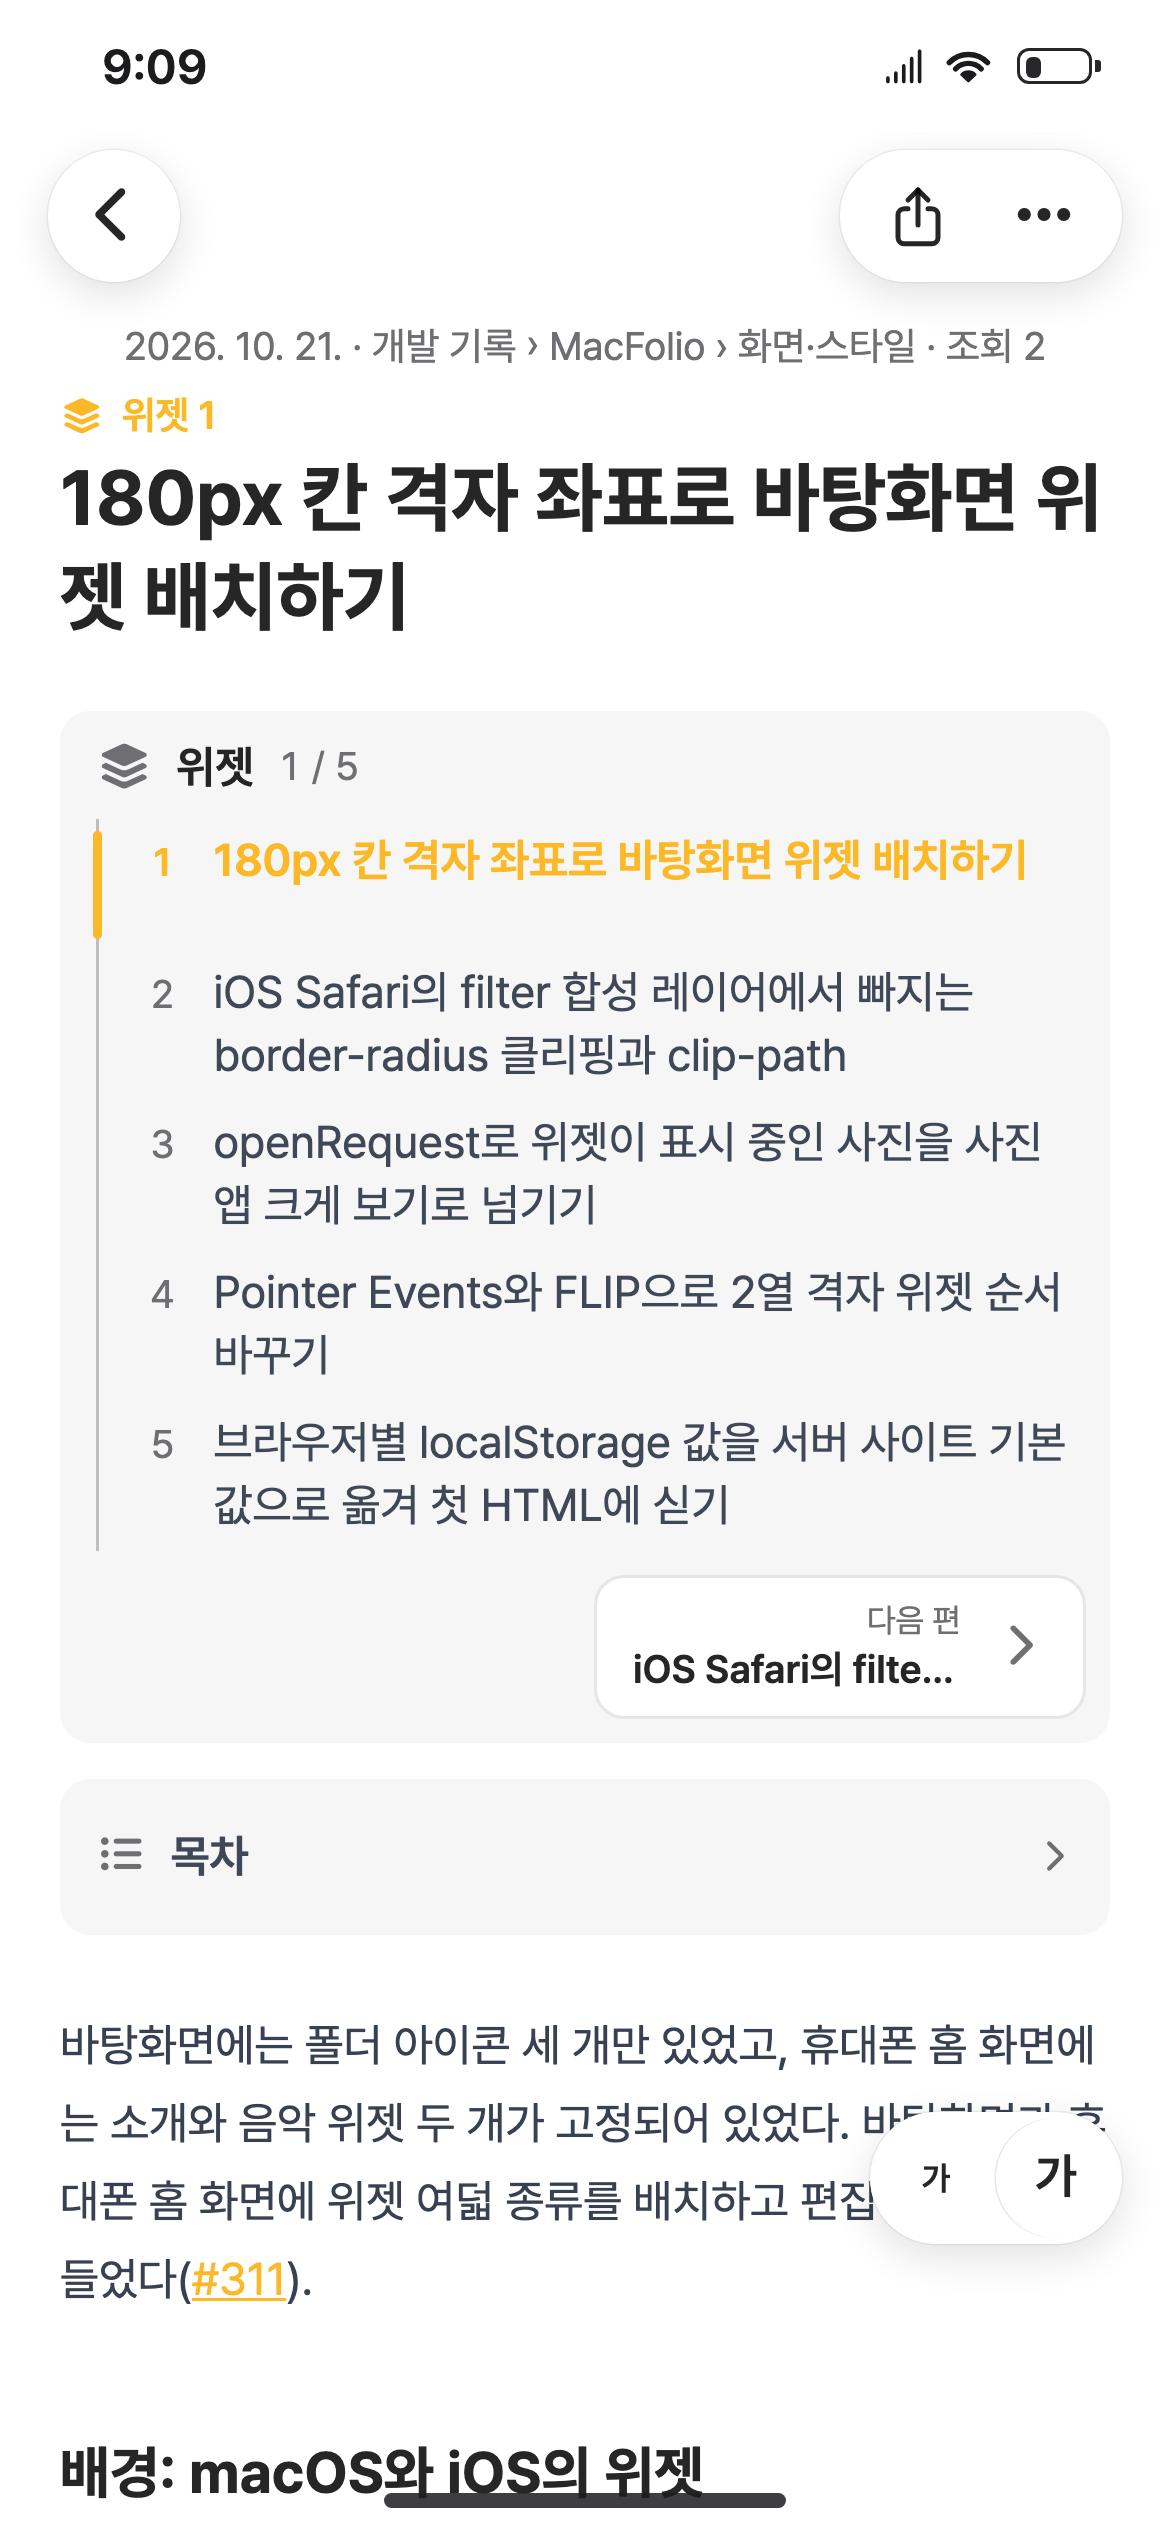 9:09
2026. 10. 21. · 개발 기록 › MacFolio › 화면·스타일 · 조회 2
위젯 1
180px 칸 격자 좌표로 바탕화면 위
젯 배치하기
위젯 1 / 5
1 180px 칸 격자 좌표로 바탕화면 위젯 배치하기
2 iOS Safari의 filter 합성 레이어에서 빠지는
border-radius 클리핑과 clip-path
3 openRequest로 위젯이 표시 중인 사진을 사진
앱 크게 보기로 넘기기
4 Pointer Events와 FLIP으로 2열 격자 위젯 순서
바꾸기
5 브라우저별 localStorage 값을 서버 사이트 기본
값으로 옮겨 첫 HTML에 싣기
다음 편
iOS Safari의 filte...
목차
바탕화면에는 폴더 아이콘 세 개만 있었고, 휴대폰 홈 화면에
는 소개와 음악 위젯 두 개가 고정되어 있었다.
대폰 홈 화면에 위젯 여덟 종류를 배치하고 편집
가 가
들었다(#311).
배경: macOS와 iOS의 위젯